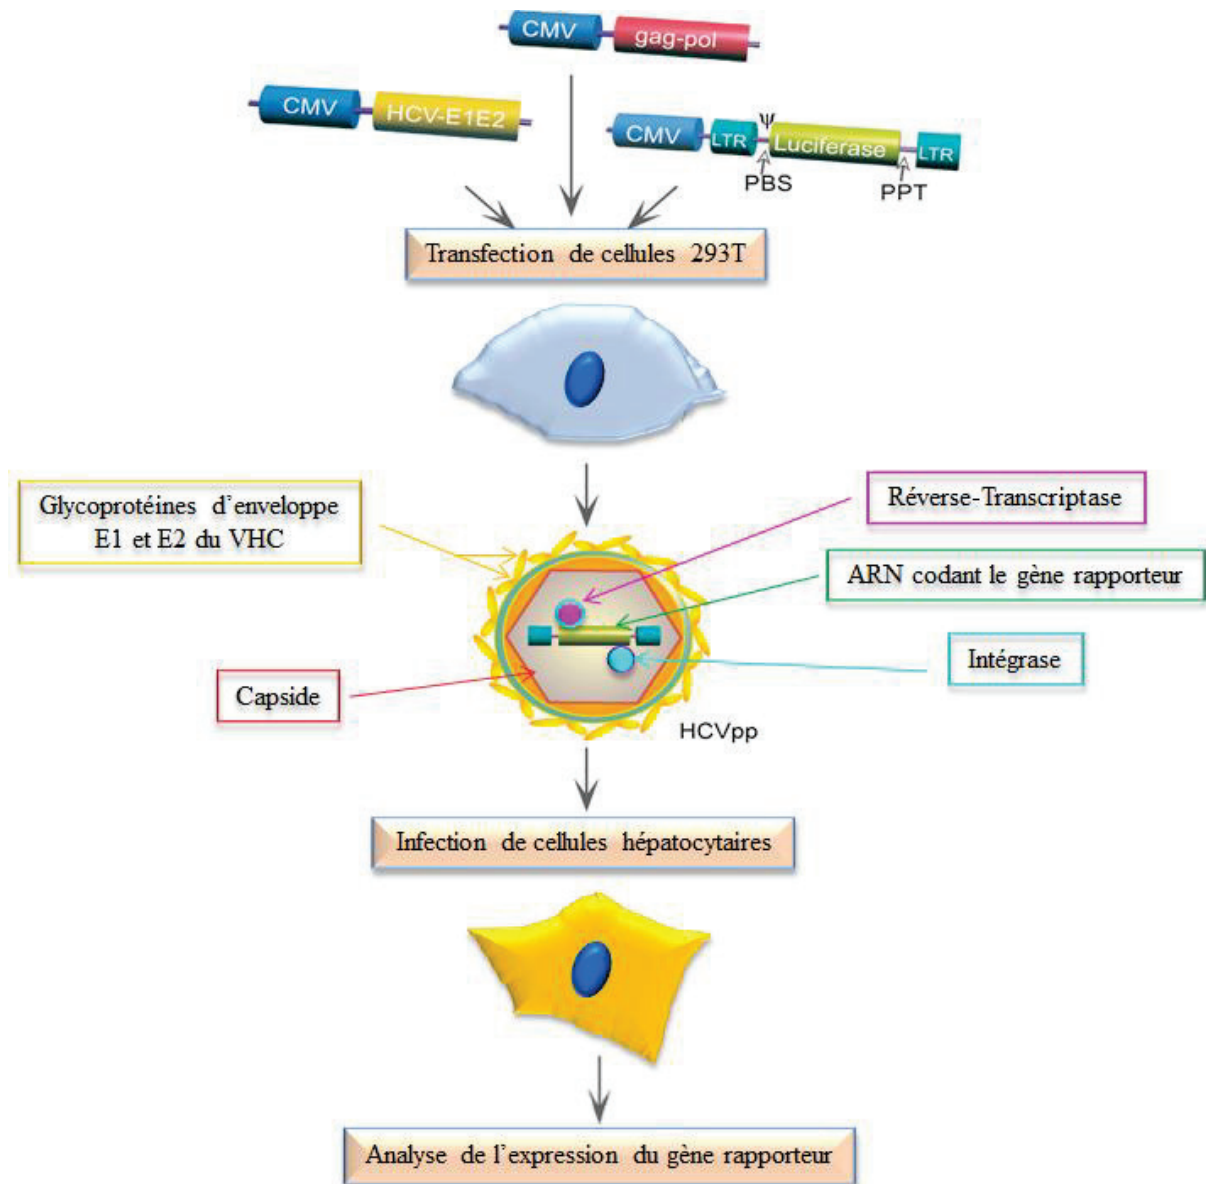 CMV gag-pol
CMV HCV-E1E2
CMV LTR Ψ Luciferase LTR
PBS PPT
Transfection de cellules 293T
Glycoprotéines d'enveloppe
E1 et E2 du VHC
Réverse-Transcriptase
ARN codant le gène rapporteur
Intégrase
Capside
HCVpp
Infection de cellules hépatocytaires
Analyse de l'expression du gène rapporteur